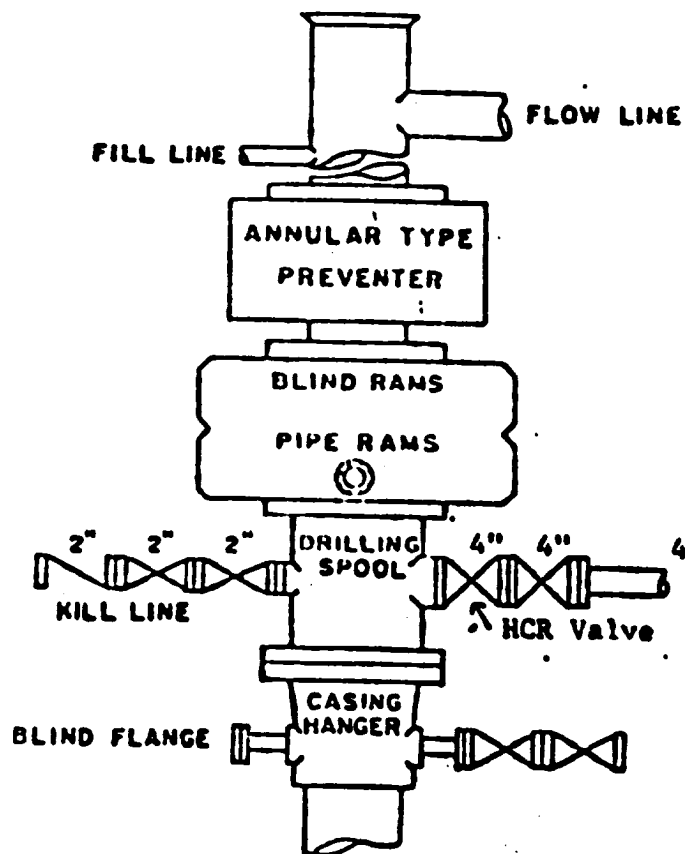 FLOW LINE
FILL LINE
ANNULAR TYPE
PREVENTER
BLIND RAMS
PIPE RAMS
2" 2" 2"
DRILLING
SPOOL
4" 4" 4
KILL LINE
HCR Valve
CASING
HANGER
BLIND FLANGE